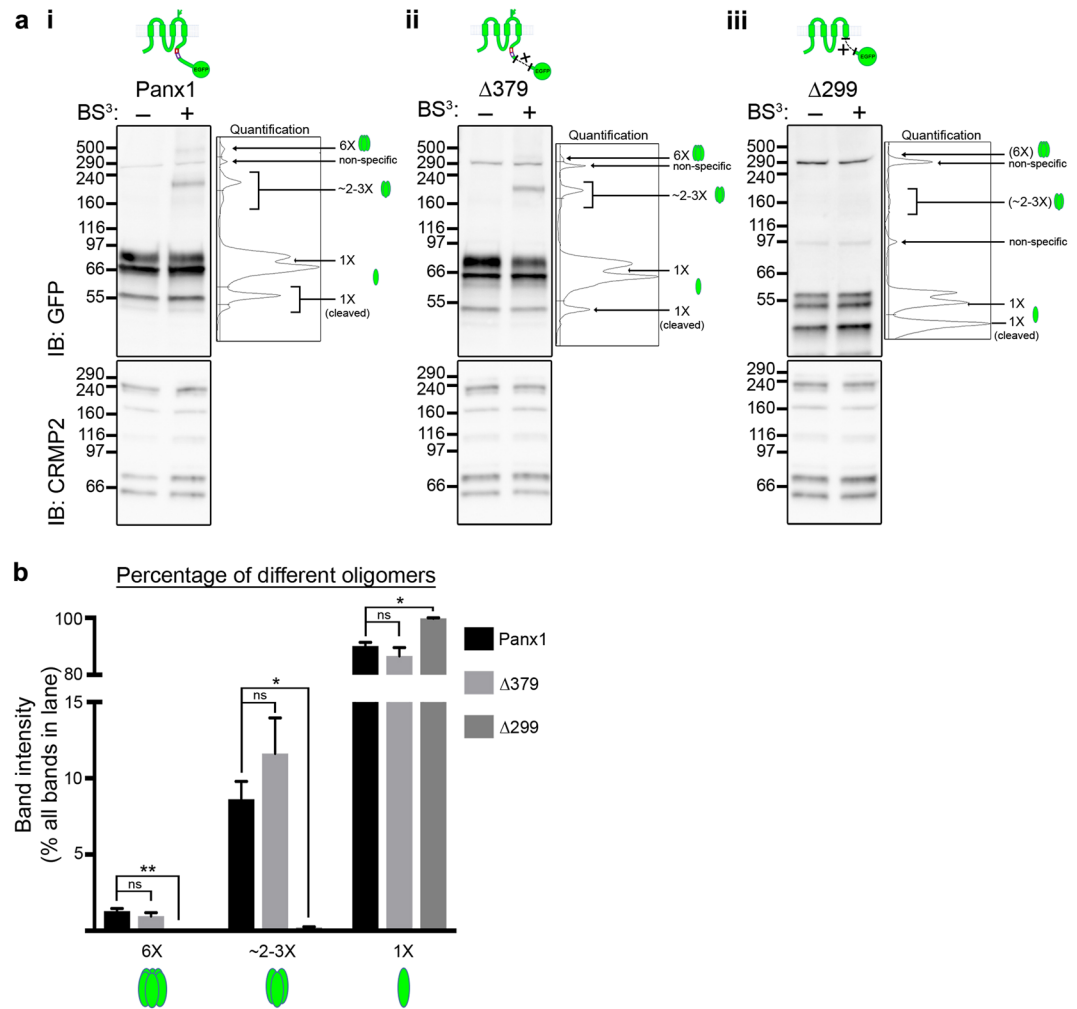 a i
EGFP
Panx1
BS3:
– +
Quantification
500
290
240
160
116
97
66
55
6X
non-specific
~2-3X
1X
1X
(cleaved)
IB: GFP
290
240
160
116
97
66
IB: CRMP2
ii
EGFP
Δ379
BS3:
– +
Quantification
500
290
240
160
116
97
66
55
6X
non-specific
~2-3X
1X
1X
(cleaved)
290
240
160
116
97
66
iii
EGFP
Δ299
BS3:
– +
Quantification
500
290
240
160
116
97
66
55
(6X)
non-specific
(~2-3X)
non-specific
1X
1X
(cleaved)
290
240
160
116
97
66
b
Percentage of different oligomers
Band intensity
(% all bands in lane)
100
80
15
10
5
**
ns
*
ns
*
ns
6X
~2-3X
1X
Panx1
Δ379
Δ299